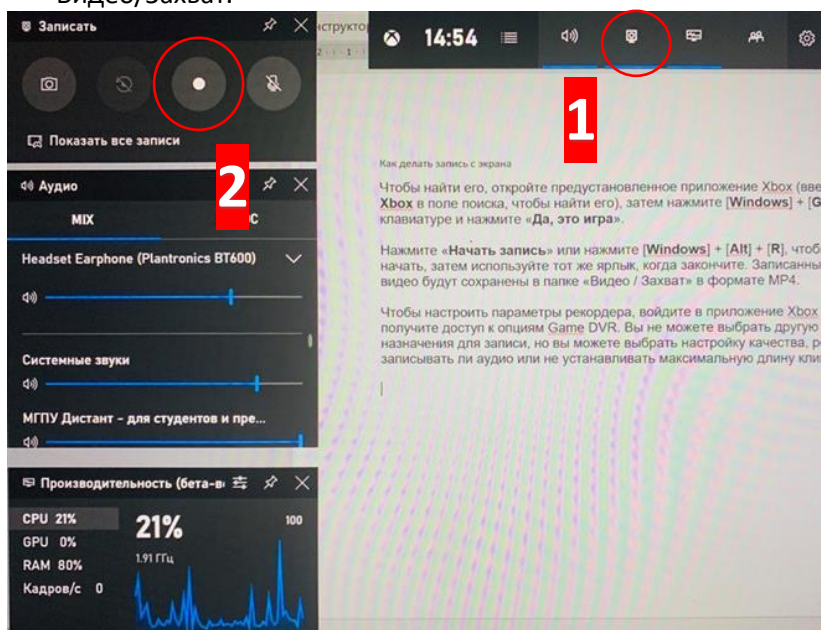 Видео/Захват.
Записать
Показать все записи
14:54
1
2
Аудио
MIX
Headset Earphone (Plantronics BT600)
Системные звуки
МГПУ Дистант – для студентов и пре...
Производительность (бета-в
CPU 21%
GPU 0%
RAM 80%
Кадров/с 0
21%
1.91 ГГц
100
Как делать запись с экрана
Чтобы найти его, откройте предустановленное приложение Xbox (вве
Xbox в поле поиска, чтобы найти его), затем нажмите [Windows] + [G
клавиатуре и нажмите «Да, это игра».
Нажмите «Начать запись» или нажмите [Windows] + [Alt] + [R], чтоб
начать, затем используйте тот же ярлык, когда закончите. Записанны
видео будут сохранены в папке «Видео / Захват» в формате MP4.
Чтобы настроить параметры рекордера, войдите в приложение Xbox
получите доступ к опциям Game DVR. Вы не можете выбрать другую
назначения для записи, но вы можете выбрать настройку качества, р
записывать ли аудио или не устанавливать максимальную длину кли